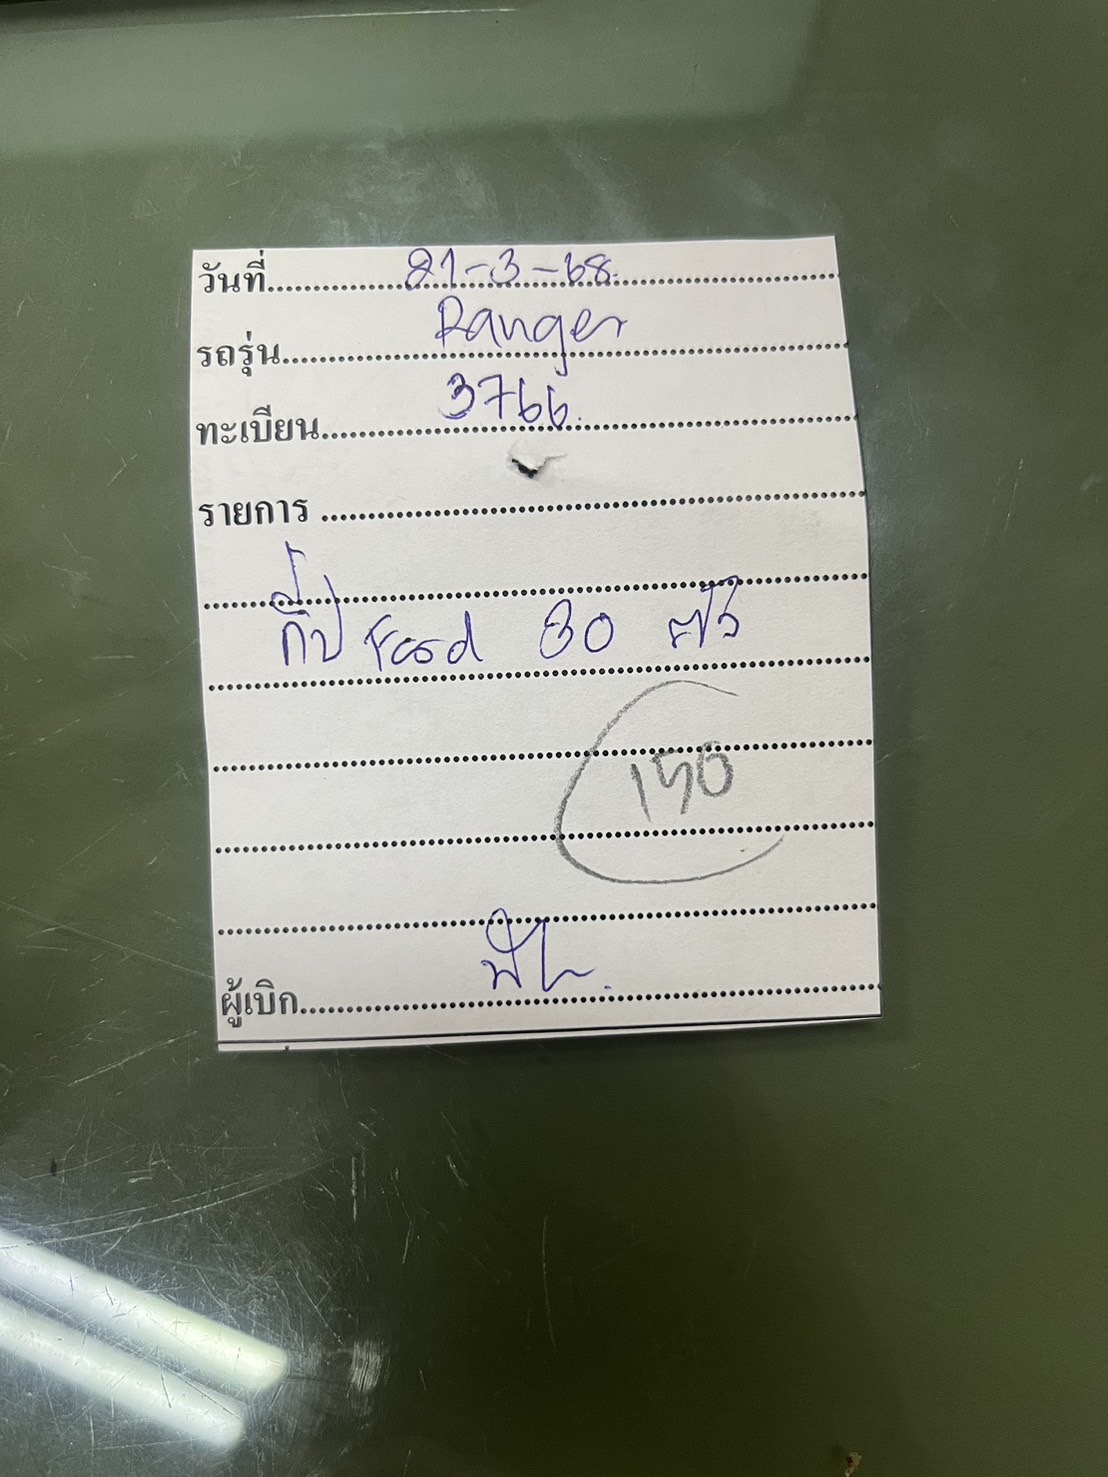 วันที่ 21-3-68
รถรุ่น Ranger
ทะเบียน 3766
รายการ
กิ๊ป Ford 30 ตัว
150
ผู้เบิก